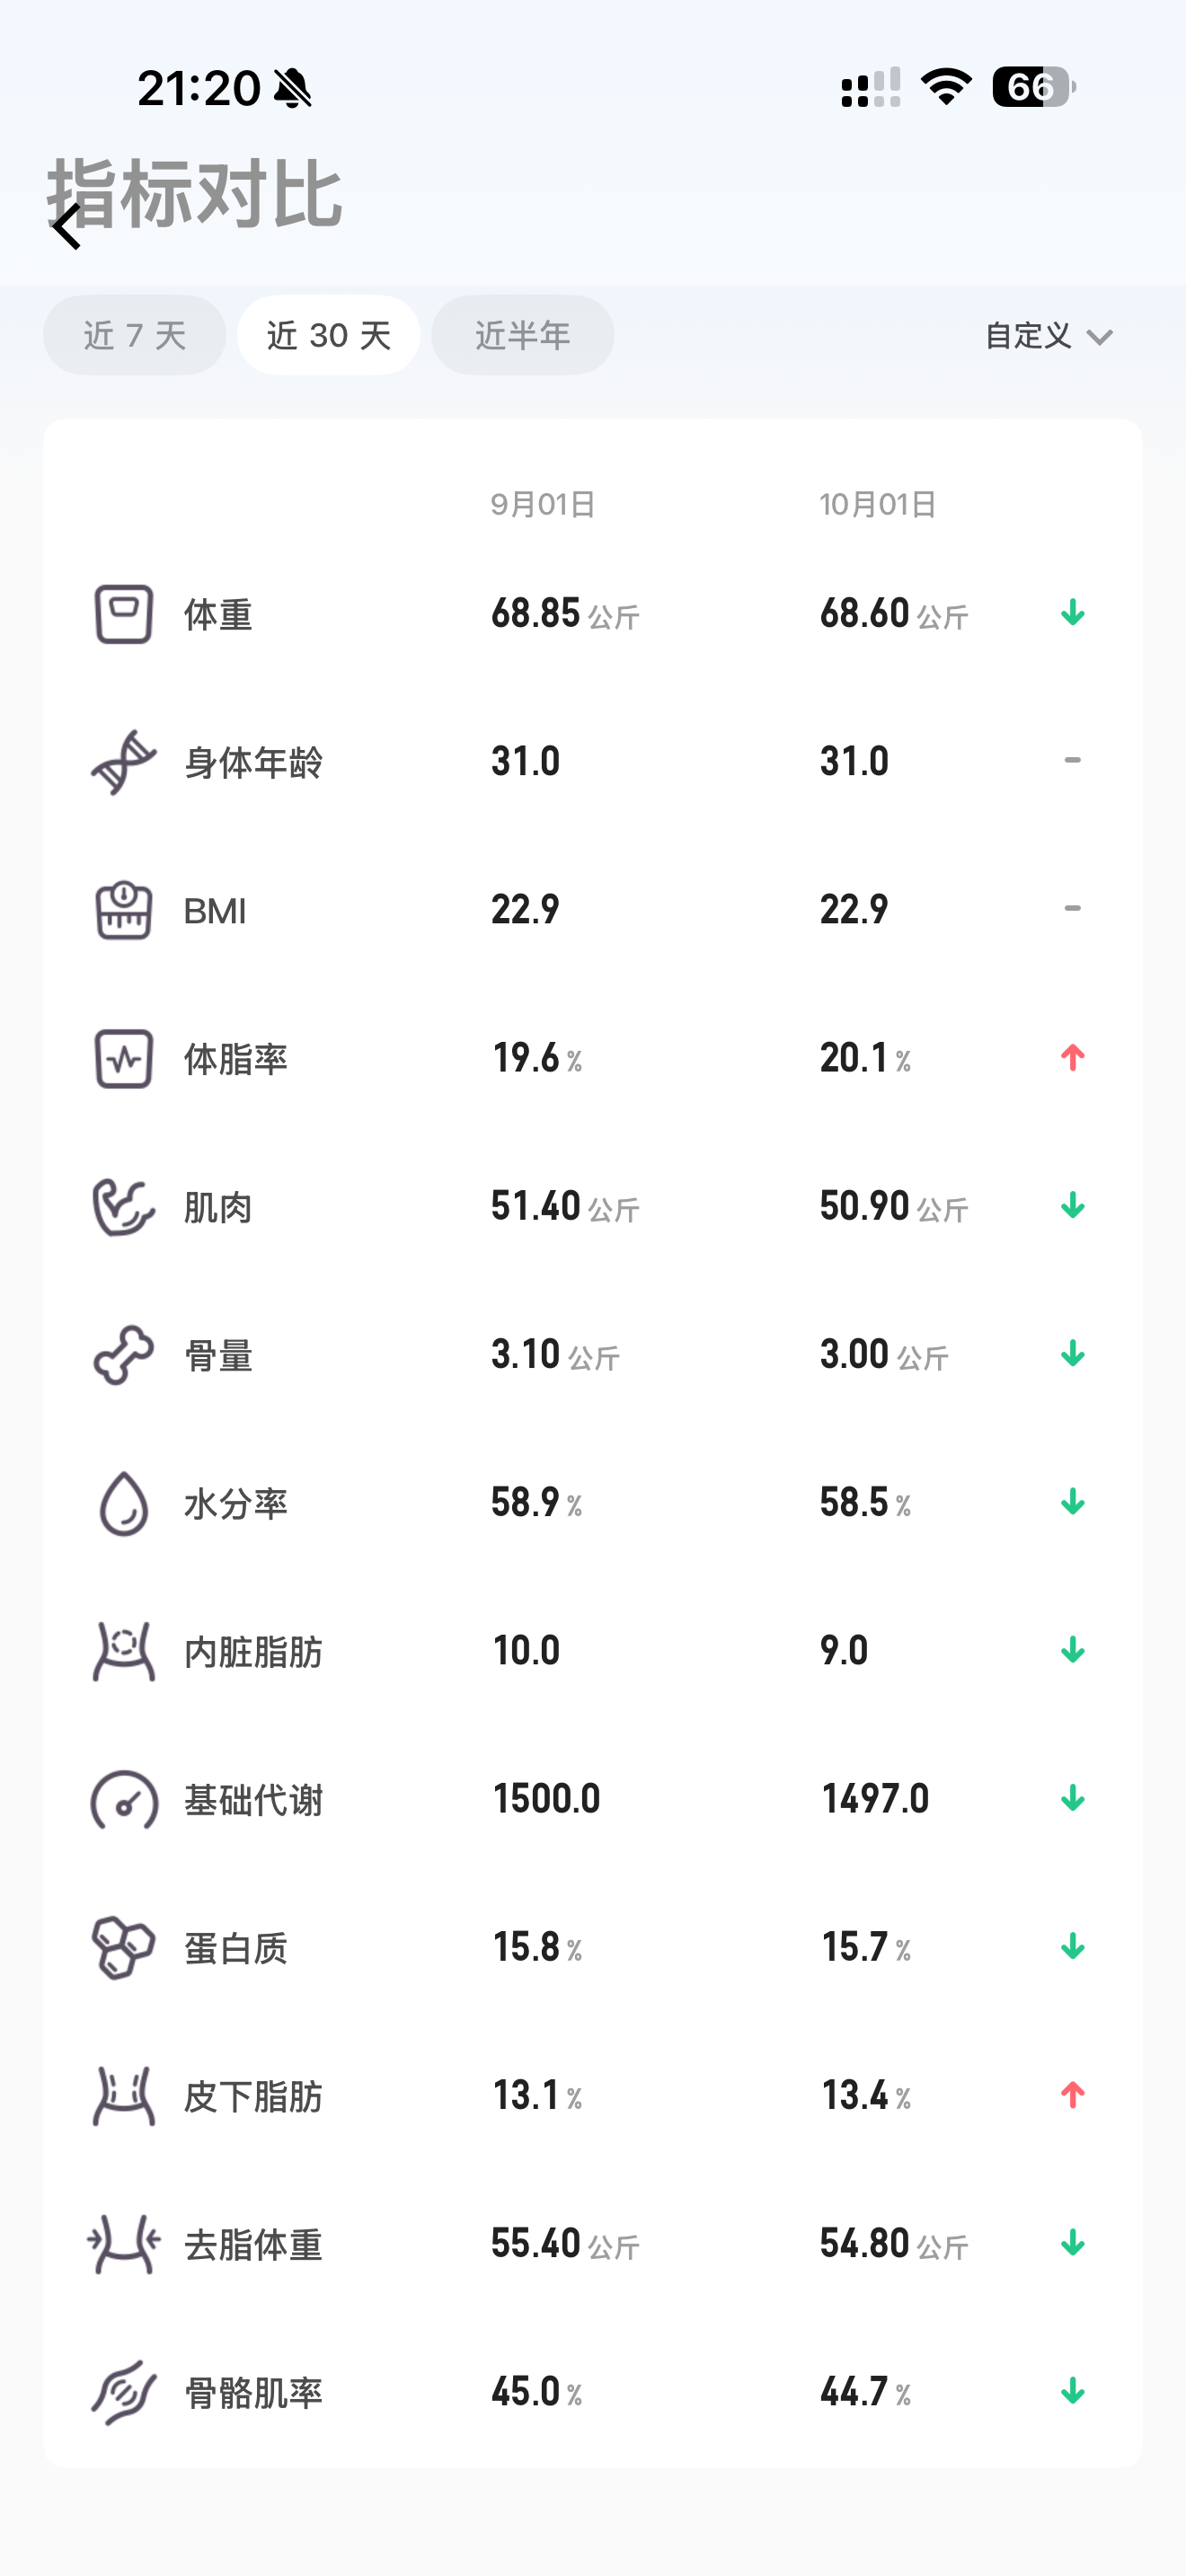 21:20 66
指标对比
近 7 天 近 30 天 近半年 自定义
9月01日 10月01日
体重 68.85 公斤 68.60 公斤
身体年龄 31.0 31.0 -
BMI 22.9 22.9 -
体脂率 19.6 % 20.1 %
肌肉 51.40 公斤 50.90 公斤
骨量 3.10 公斤 3.00 公斤
水分率 58.9 % 58.5 %
内脏脂肪 10.0 9.0
基础代谢 1500.0 1497.0
蛋白质 15.8 % 15.7 %
皮下脂肪 13.1 % 13.4 %
去脂体重 55.40 公斤 54.80 公斤
骨骼肌率 45.0 % 44.7 %